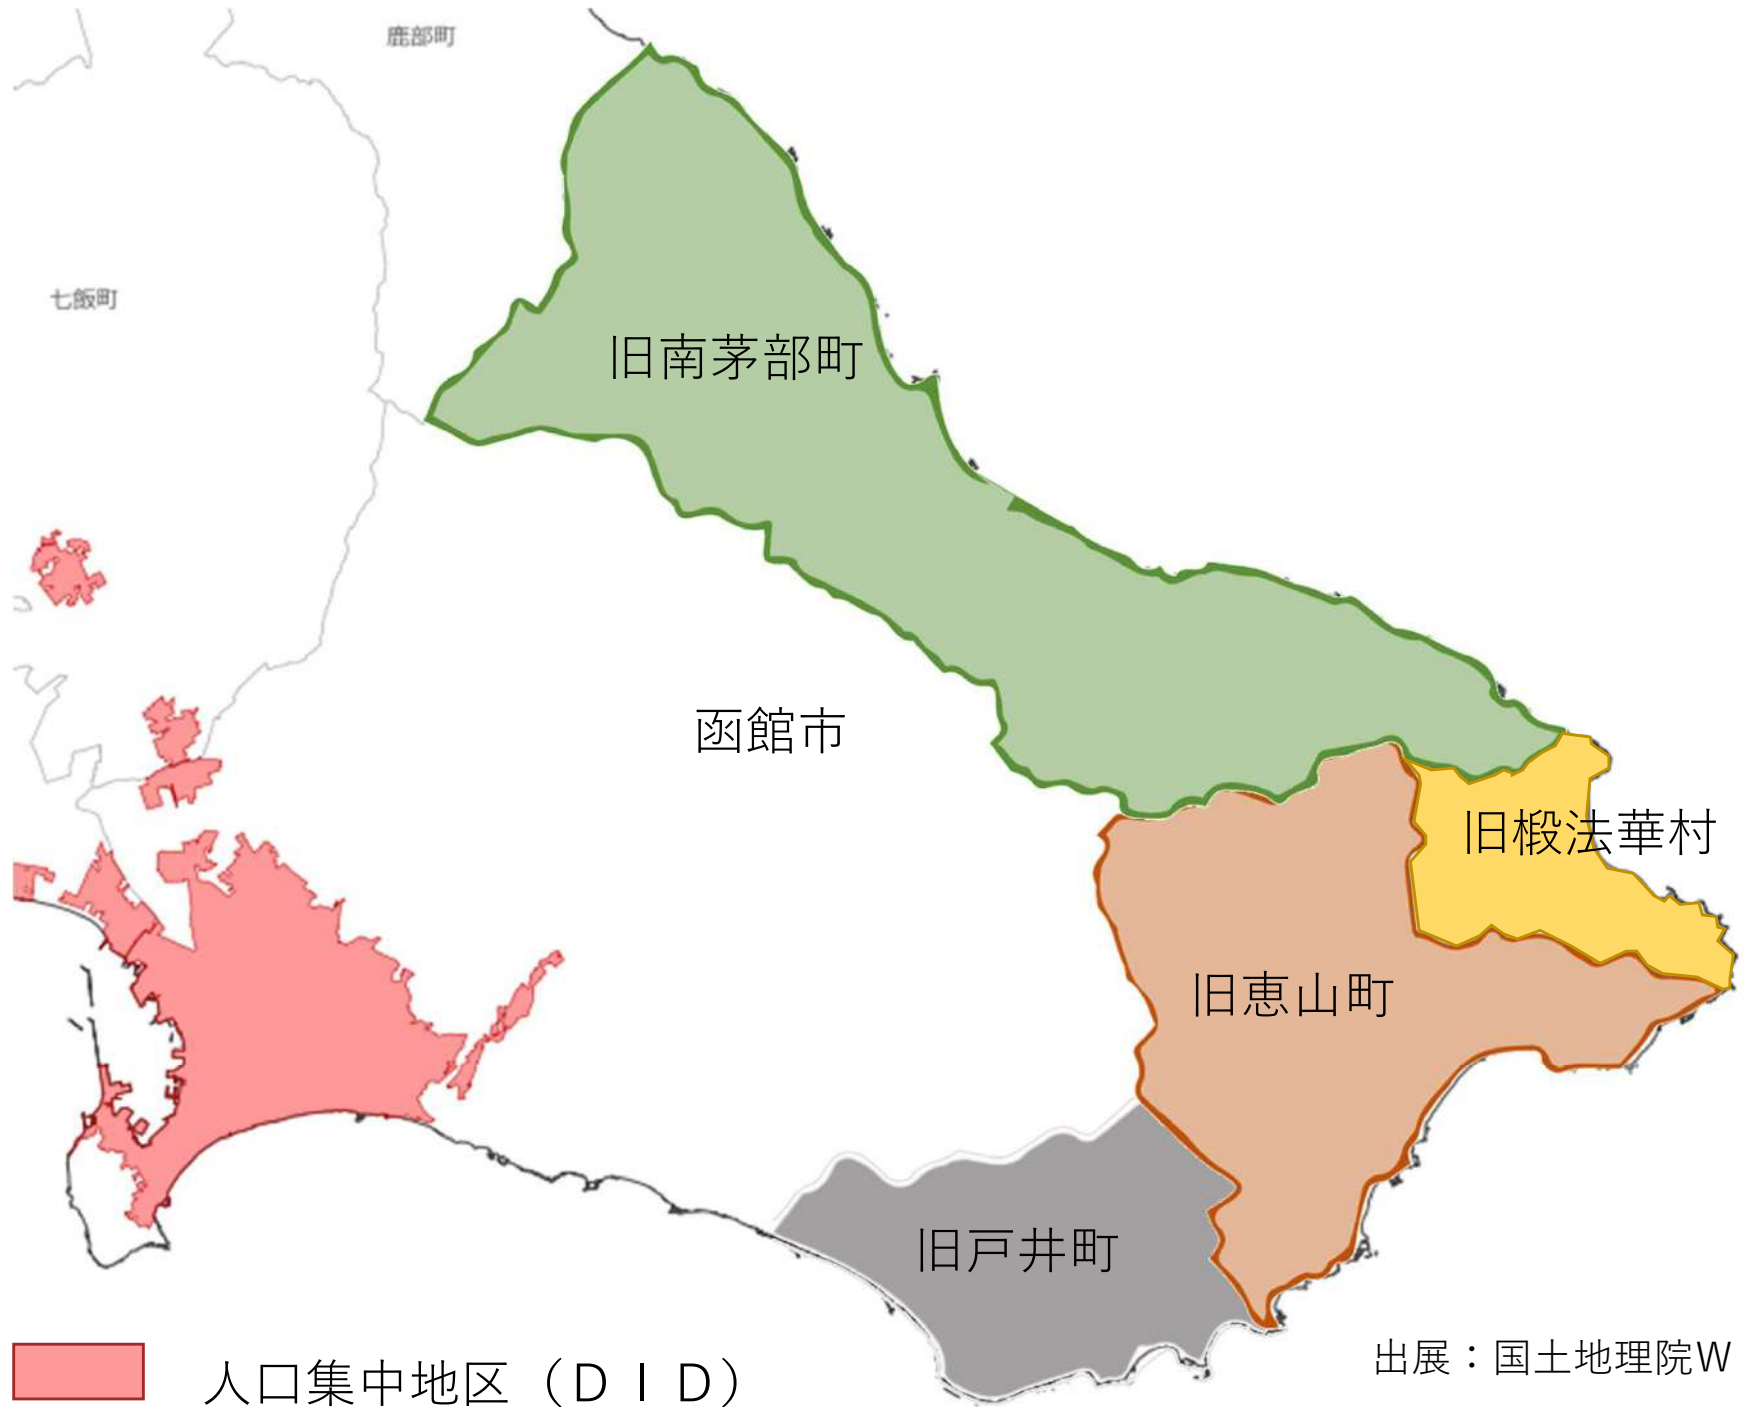 鹿部町
七飯町
旧南茅部町
函館市
旧椴法華村
旧恵山町
旧戸井町
人口集中地区（ＤＩＤ）
出展：国土地理院W